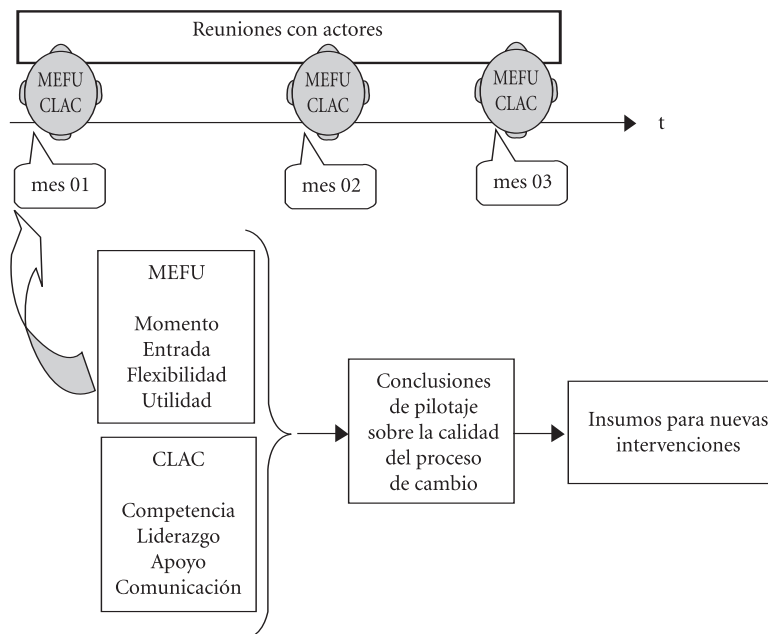 Reuniones con actores
MEFU
CLAC
MEFU
CLAC
MEFU
CLAC
t
mes 01
mes 02
mes 03
MEFU
Momento
Entrada
Flexibilidad
Utilidad
CLAC
Competencia
Liderazgo
Apoyo
Comunicación
Conclusiones
de pilotaje
sobre la calidad
del proceso
de cambio
Insumos para nuevas
intervenciones